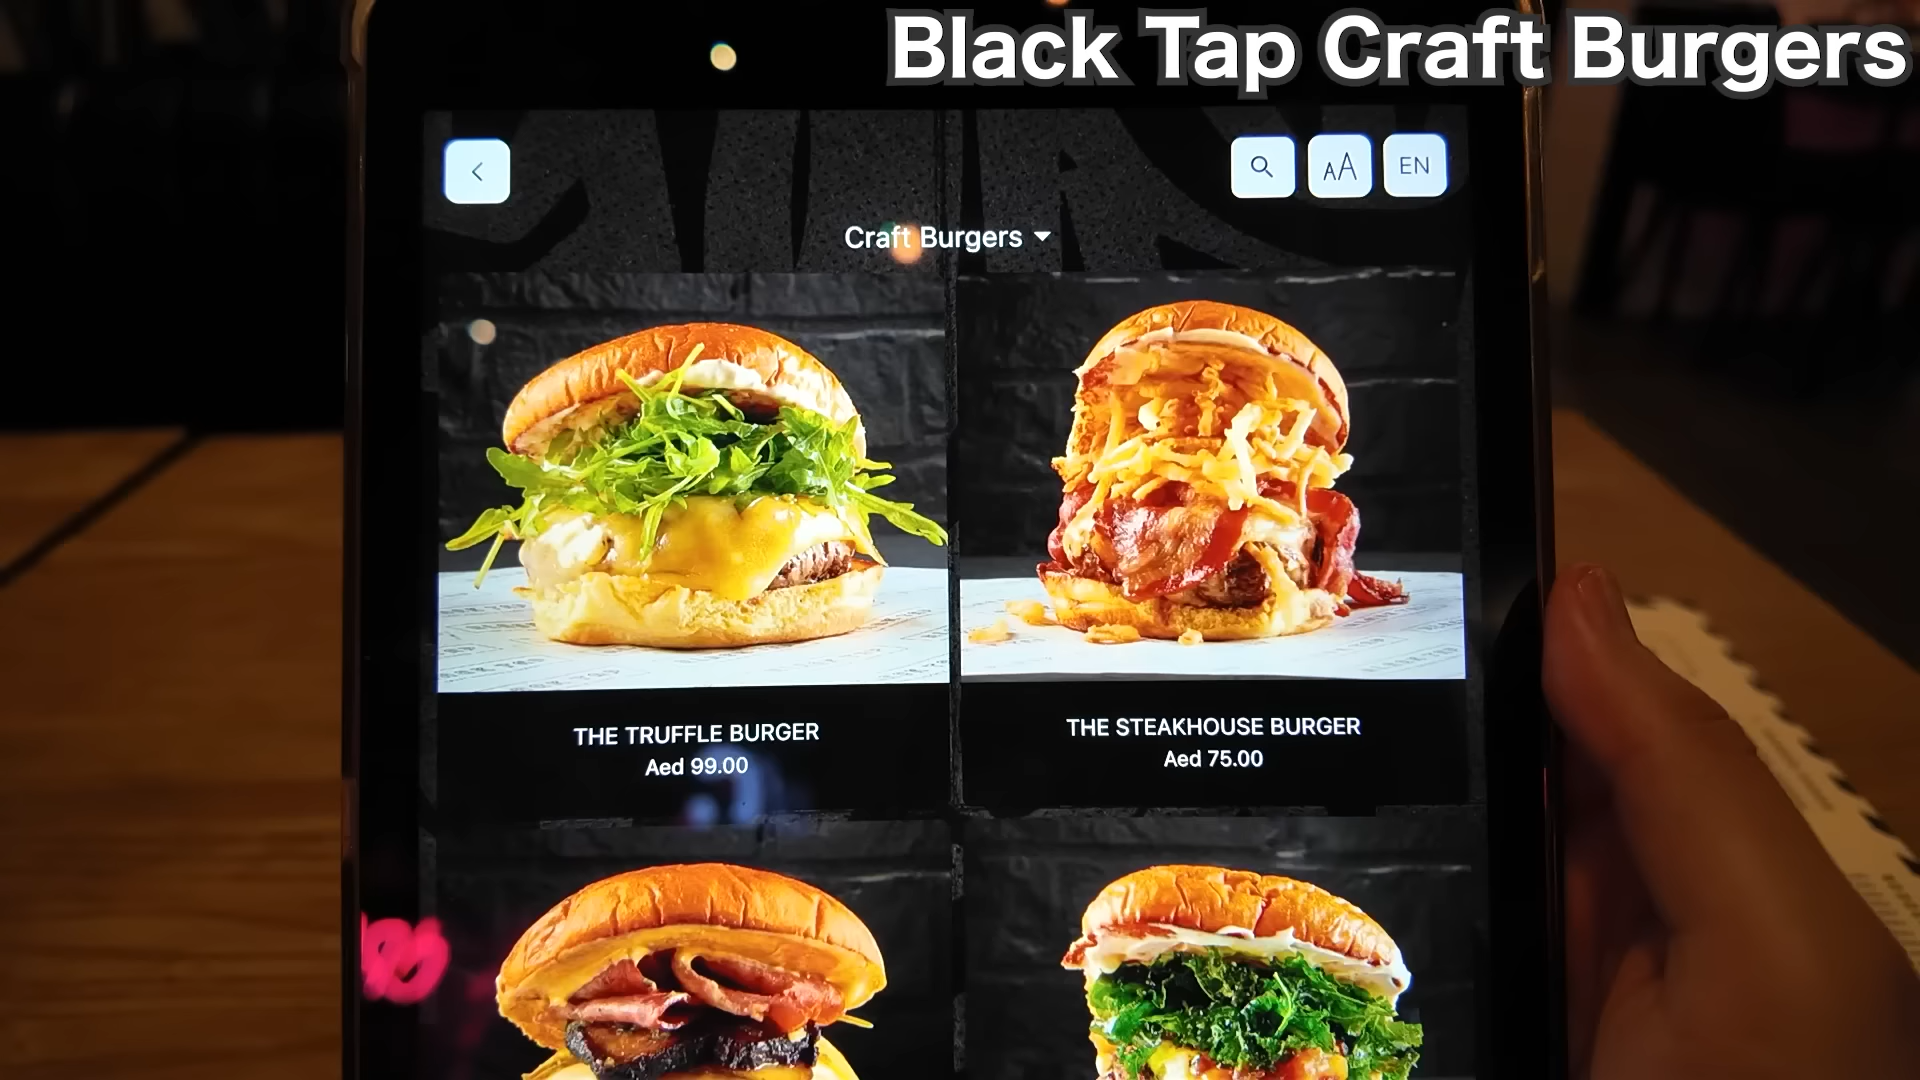 Black Tap Craft Burgers
EN
AA
Craft Burgers
THE TRUFFLE BURGER
Aed 99.00
THE STEAKHOUSE BURGER
Aed 75.00